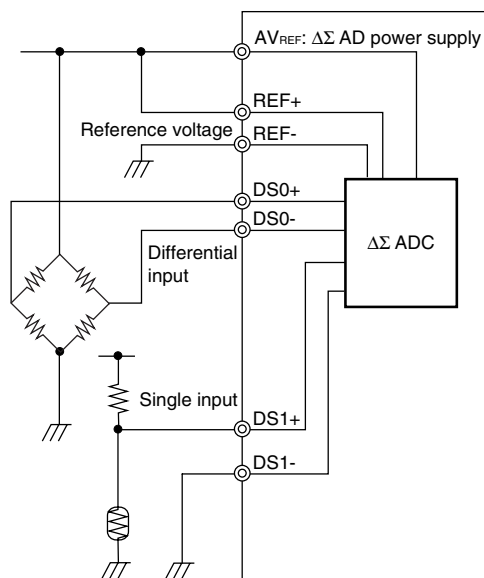 AVREF: ΔΣ AD power supply
REF+
Reference voltage
REF-
DS0+
DS0-
ΔΣ ADC
Differential
input
Single input
DS1+
DS1-